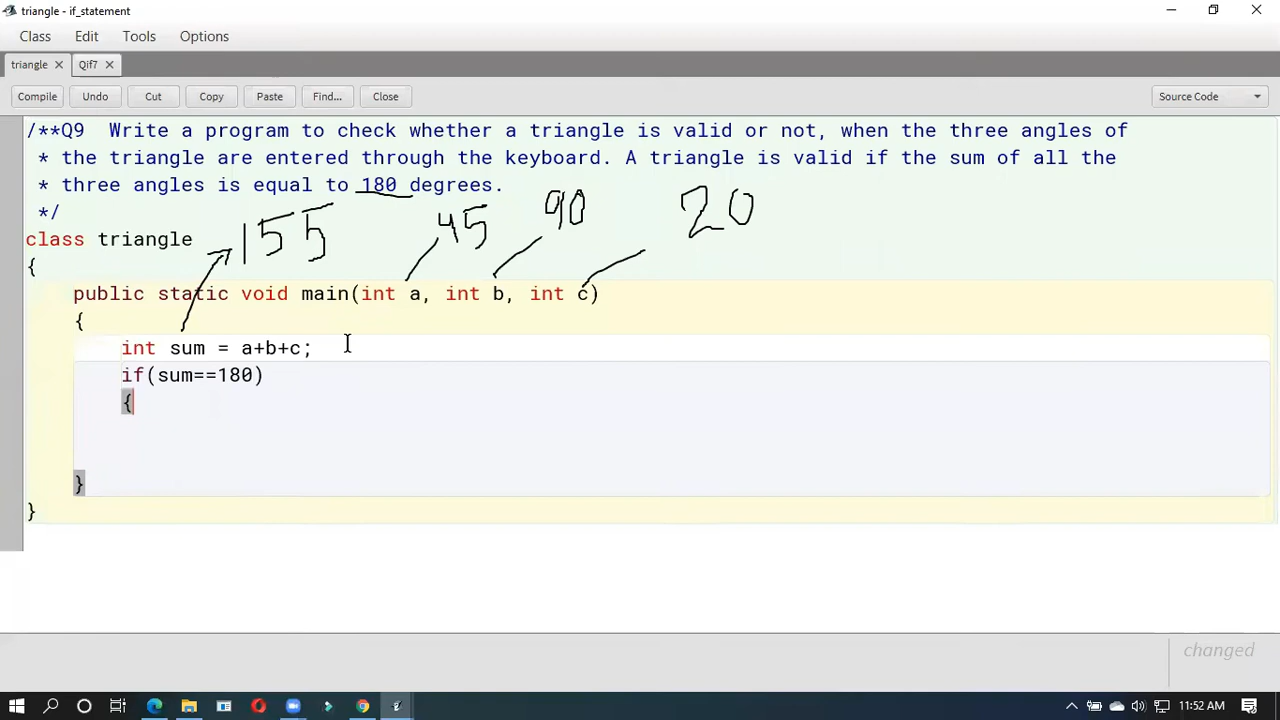 triangle - if_statement
Class Edit Tools Options
triangle Qif7
Compile Undo Cut Copy Paste Find... Close Source Code
/**Q9 Write a program to check whether a triangle is valid or not, when the three angles of
* the triangle are entered through the keyboard. A triangle is valid if the sum of all the
* three angles is equal to 180 degrees.
*/
155 45 90 20
class triangle
{
public static void main(int a, int b, int c)
{
int sum = a+b+c;
if(sum==180)
{
}
}
changed
11:52 AM